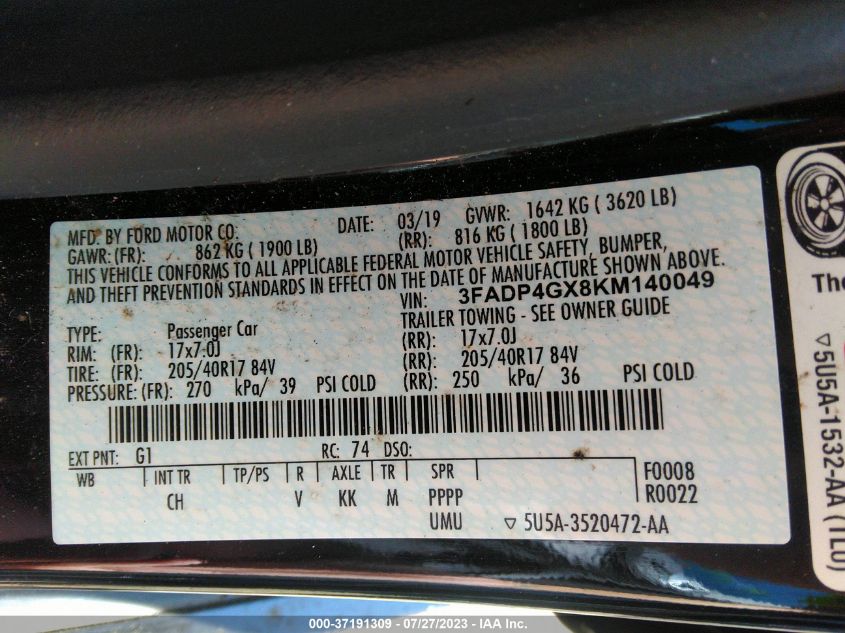 MFD. BY FORD MOTOR CO. DATE: 03/19 GVWR: 1642 KG ( 3620 LB)
GAWR: (FR): 862 KG ( 1900 LB) (RR): 816 KG ( 1800 LB)
THIS VEHICLE CONFORMS TO ALL APPLICABLE FEDERAL MOTOR VEHICLE SAFETY, BUMPER,
AND THEFT PREVENTION STANDARDS IN EFFECT ON THE DATE OF MANUFACTURE SHOWN ABOVE.
VIN: 3FADP4GX8KM140049
TYPE: Passenger Car TRAILER TOWING - SEE OWNER GUIDE
RIM: (FR): 17x7.0J (RR): 17x7.0J
TIRE: (FR): 205/40R17 84V (RR): 205/40R17 84V
PRESSURE: (FR): 270 kPa/ 39 PSI COLD (RR): 250 kPa/ 36 PSI COLD
EXT PNT: G1 RC: 74 DSO:
WB INT TR TP/PS R AXLE TR SPR F0008
CH V KK M PPPP R0022
UMU ▽ 5U5A-3520472-AA
The
▽ 5U5A-1532-AA (TL0)
000-37191309 - 07/27/2023 - IAA Inc.